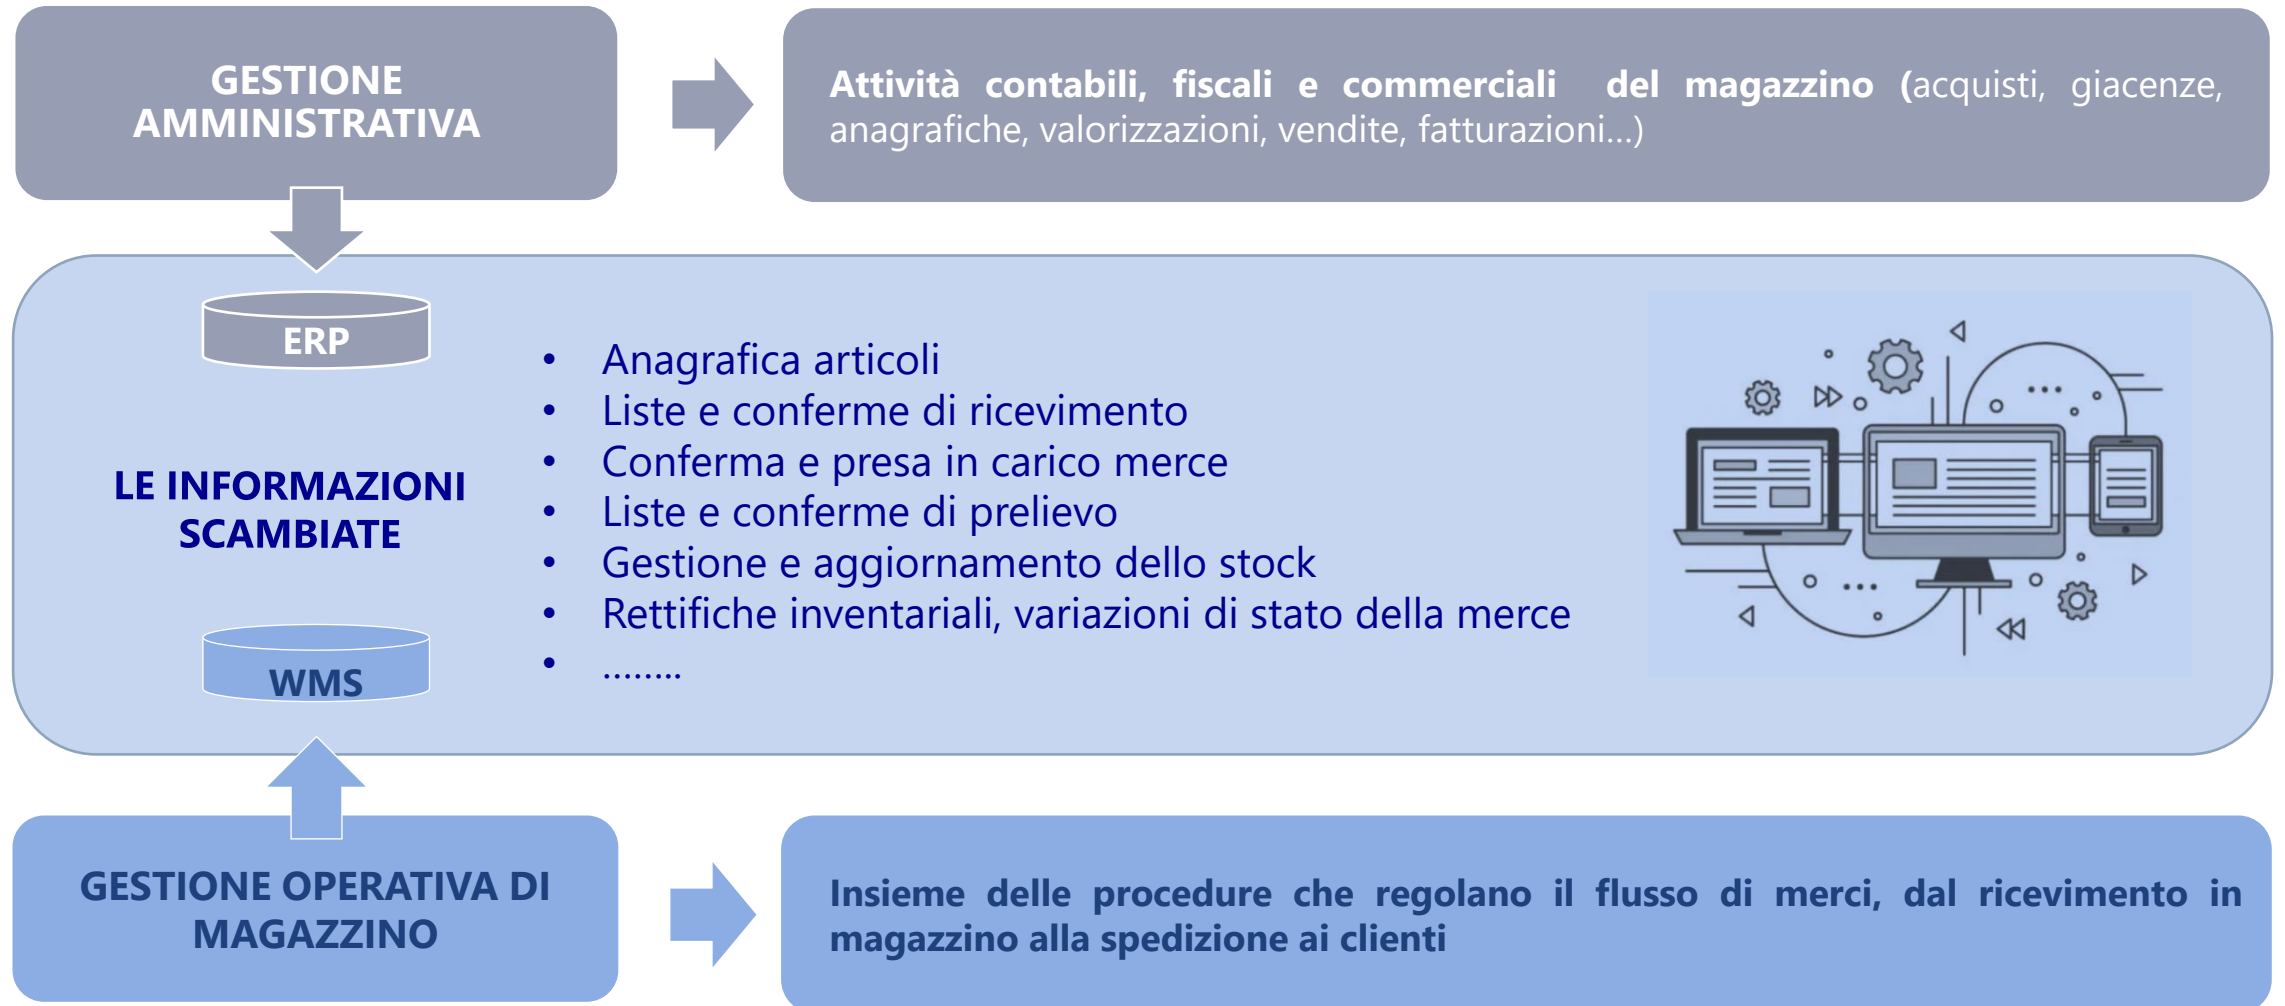 GESTIONE
AMMINISTRATIVA
Attività contabili, fiscali e commerciali del magazzino (acquisti, giacenze,
anagrafiche, valorizzazioni, vendite, fatturazioni...)
ERP
LE INFORMAZIONI
SCAMBIATE
WMS
• Anagrafica articoli
• Liste e conferme di ricevimento
• Conferma e presa in carico merce
• Liste e conferme di prelievo
• Gestione e aggiornamento dello stock
• Rettifiche inventariali, variazioni di stato della merce
• ........
GESTIONE OPERATIVA DI
MAGAZZINO
Insieme delle procedure che regolano il flusso di merci, dal ricevimento in
magazzino alla spedizione ai clienti